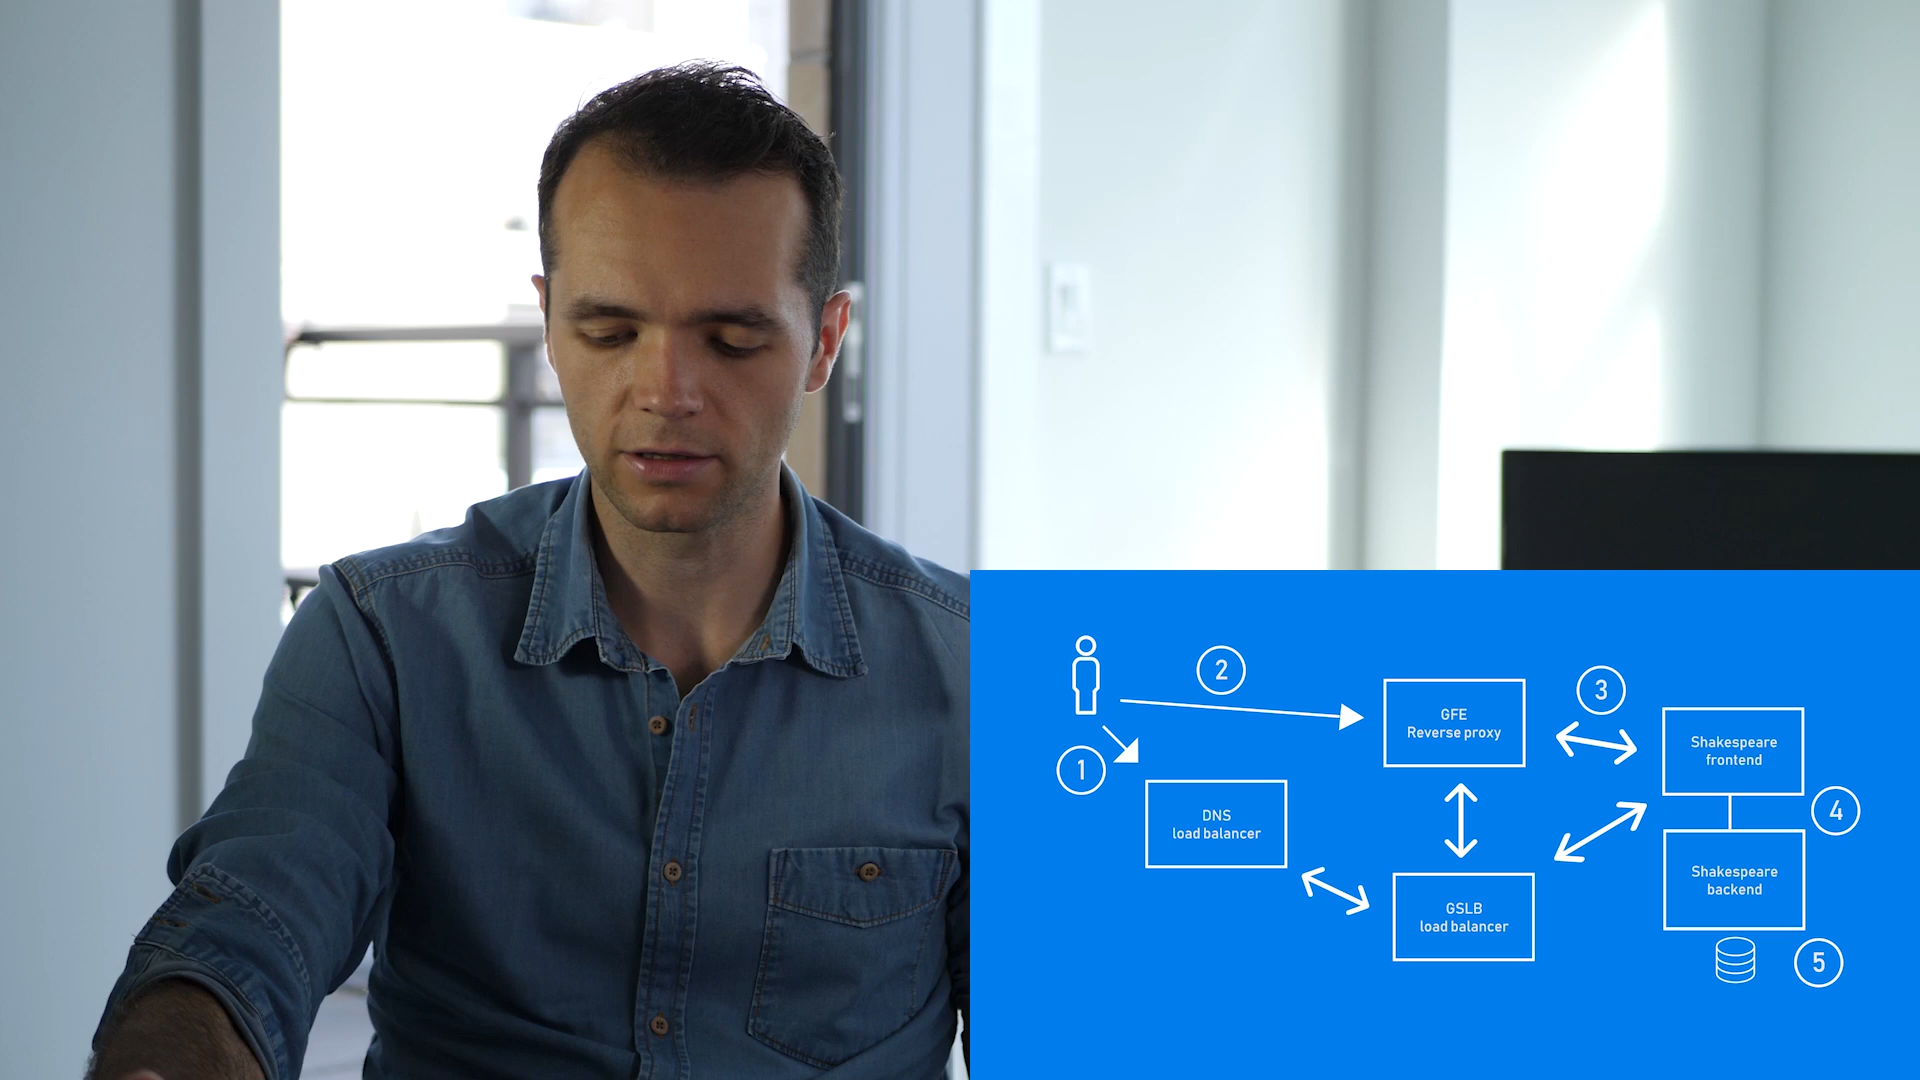 2
3
GFE
Reverse proxy
Shakespeare
frontend
1
DNS
load balancer
4
Shakespeare
backend
GSLB
load balancer
5